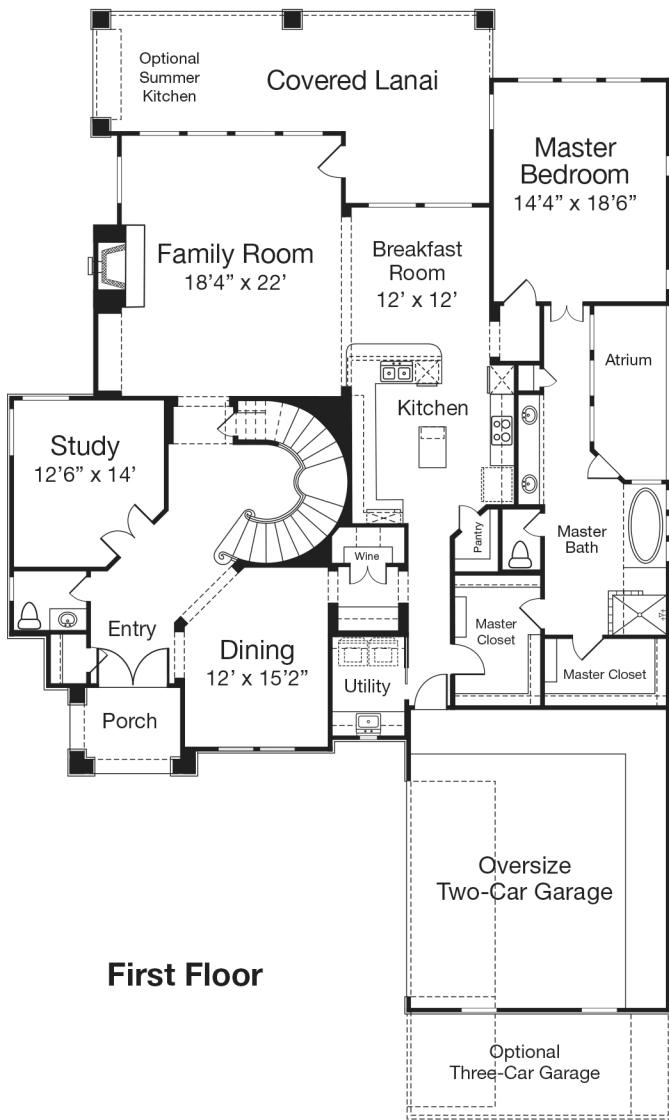 Optional
Summer
Kitchen
Covered Lanai
Master
Bedroom
14'4” x 18'6”
Family Room
18'4” x 22’
Breakfast
Room
12’ x 12’
Atrium
Kitchen
Study
12'6” x 14’
Pantry
Master
Bath
Wine
Entry
Master
Closet
Dining
12’ x 15'2”
Utility
Master Closet
Porch
Oversize
Two-Car Garage
First Floor
Optional
Three-Car Garage